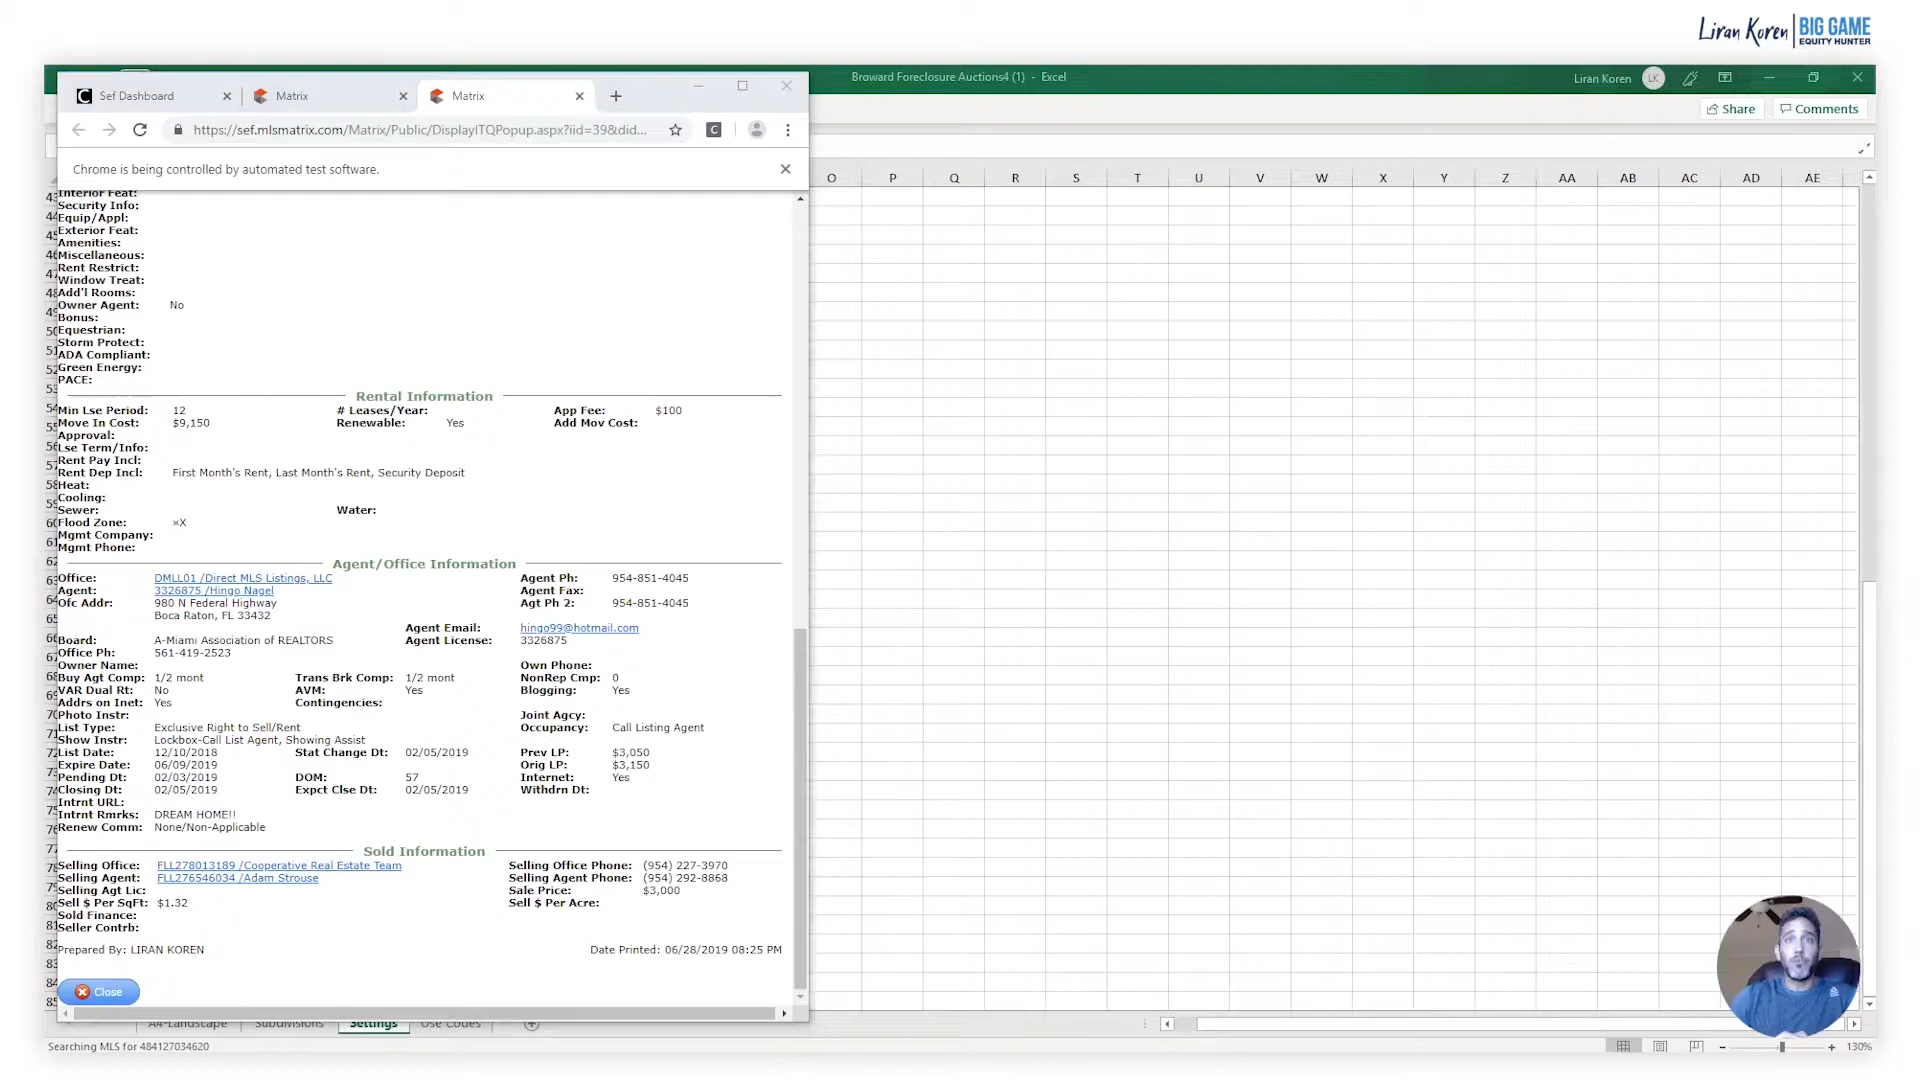 Liran Koren BIG GAME
EQUITY HUNTER
Broward Foreclosure Auctions4 (1) - Excel
Liran Koren LK
Sef Dashboard Matrix Matrix
Share Comments
https://sef.mlsmatrix.com/Matrix/Public/DisplayITQPopup.aspx?iid=39&did...
Chrome is being controlled by automated test software.
O P Q R S T U V W X Y Z AA AB AC AD AE
Interior Feat:
Security Info:
Equip/Appl:
Exterior Feat:
Amenities:
Miscellaneous:
Rent Restrict:
Window Treat:
Add'l Rooms:
Owner Agent: No
Bonus:
Equestrian:
Storm Protect:
ADA Compliant:
Green Energy:
PACE:
Rental Information
Min Lse Period: 12 # Leases/Year: App Fee: $100
Move In Cost: $9,150 Renewable: Yes Add Mov Cost:
Approval:
Lse Term/Info:
Rent Pay Incl:
Rent Dep Incl: First Month's Rent, Last Month's Rent, Security Deposit
Heat:
Cooling:
Sewer: Water:
Flood Zone: ×X
Mgmt Company:
Mgmt Phone:
Agent/Office Information
Office: DMLL01 /Direct MLS Listings, LLC Agent Ph: 954-851-4045
Agent: 3326875 /Hingo Nagel Agent Fax:
Ofc Addr: 980 N Federal Highway Agt Ph 2: 954-851-4045
Boca Raton, FL 33432
Agent Email: hingo99@hotmail.com
Board: A-Miami Association of REALTORS Agent License: 3326875
Office Ph: 561-419-2523
Owner Name: Own Phone:
Buy Agt Comp: 1/2 mont Trans Brk Comp: 1/2 mont NonRep Cmp: 0
VAR Dual Rt: No AVM: Yes Blogging: Yes
Addrs on Inet: Yes Contingencies:
Photo Instr: Joint Agcy:
List Type: Exclusive Right to Sell/Rent Occupancy: Call Listing Agent
Show Instr: Lockbox-Call List Agent, Showing Assist
List Date: 12/10/2018 Stat Change Dt: 02/05/2019 Prev LP: $3,050
Expire Date: 06/09/2019 Orig LP: $3,150
Pending Dt: 02/03/2019 DOM: 57 Internet: Yes
Closing Dt: 02/05/2019 Expct Clse Dt: 02/05/2019 Withdrn Dt:
Intrnt URL:
Intrnt Rmrks: DREAM HOME!!
Renew Comm: None/Non-Applicable
Sold Information
Selling Office: FLL278013189 /Cooperative Real Estate Team Selling Office Phone: (954) 227-3970
Selling Agent: FLL276546034 /Adam Strouse Selling Agent Phone: (954) 292-8868
Selling Agt Lic: Sale Price: $3,000
Sell $ Per SqFt: $1.32 Sell $ Per Acre:
Sold Finance:
Seller Contrb:
Prepared By: LIRAN KOREN Date Printed: 06/28/2019 08:25 PM
Close
A4-Landscape Subdivisions Settings Use Codes
Searching MLS for 484127034620 130%